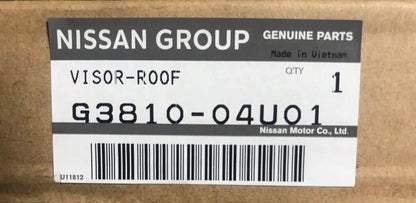 NISSAN GROUP GENUINE PARTS
Made in Vietnam
VISOR-ROOF QTY 1
G3810-04U01
Nissan Motor Co., Ltd.
U11812